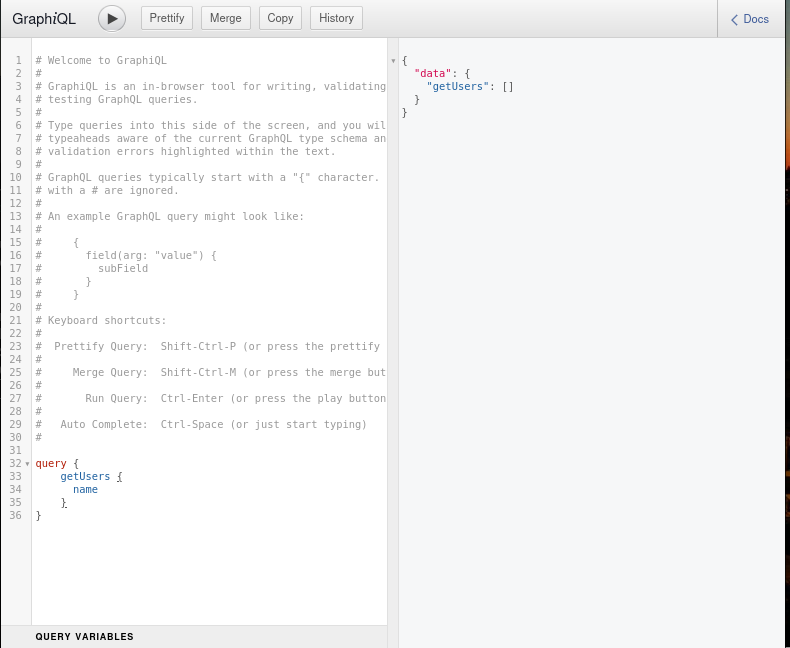 GraphiQL
Prettify
Merge
Copy
History
Docs
1 # Welcome to GraphiQL
2 #
3 # GraphiQL is an in-browser tool for writing, validating
4 # testing GraphQL queries.
5 #
6 # Type queries into this side of the screen, and you wil
7 # typeaheads aware of the current GraphQL type schema an
8 # validation errors highlighted within the text.
9 #
10 # GraphQL queries typically start with a "{" character.
11 # with a # are ignored.
12 #
13 # An example GraphQL query might look like:
14 #
15 #     {
16 #       field(arg: "value") {
17 #         subField
18 #       }
19 #     }
20 #
21 # Keyboard shortcuts:
22 #
23 #  Prettify Query:  Shift-Ctrl-P (or press the prettify
24 #
25 #     Merge Query:  Shift-Ctrl-M (or press the merge but
26 #
27 #       Run Query:  Ctrl-Enter (or press the play button
28 #
29 #   Auto Complete:  Ctrl-Space (or just start typing)
30 #
31
32 query {
33     getUsers {
34       name
35     }
36 }
QUERY VARIABLES
{
  "data": {
    "getUsers": []
  }
}